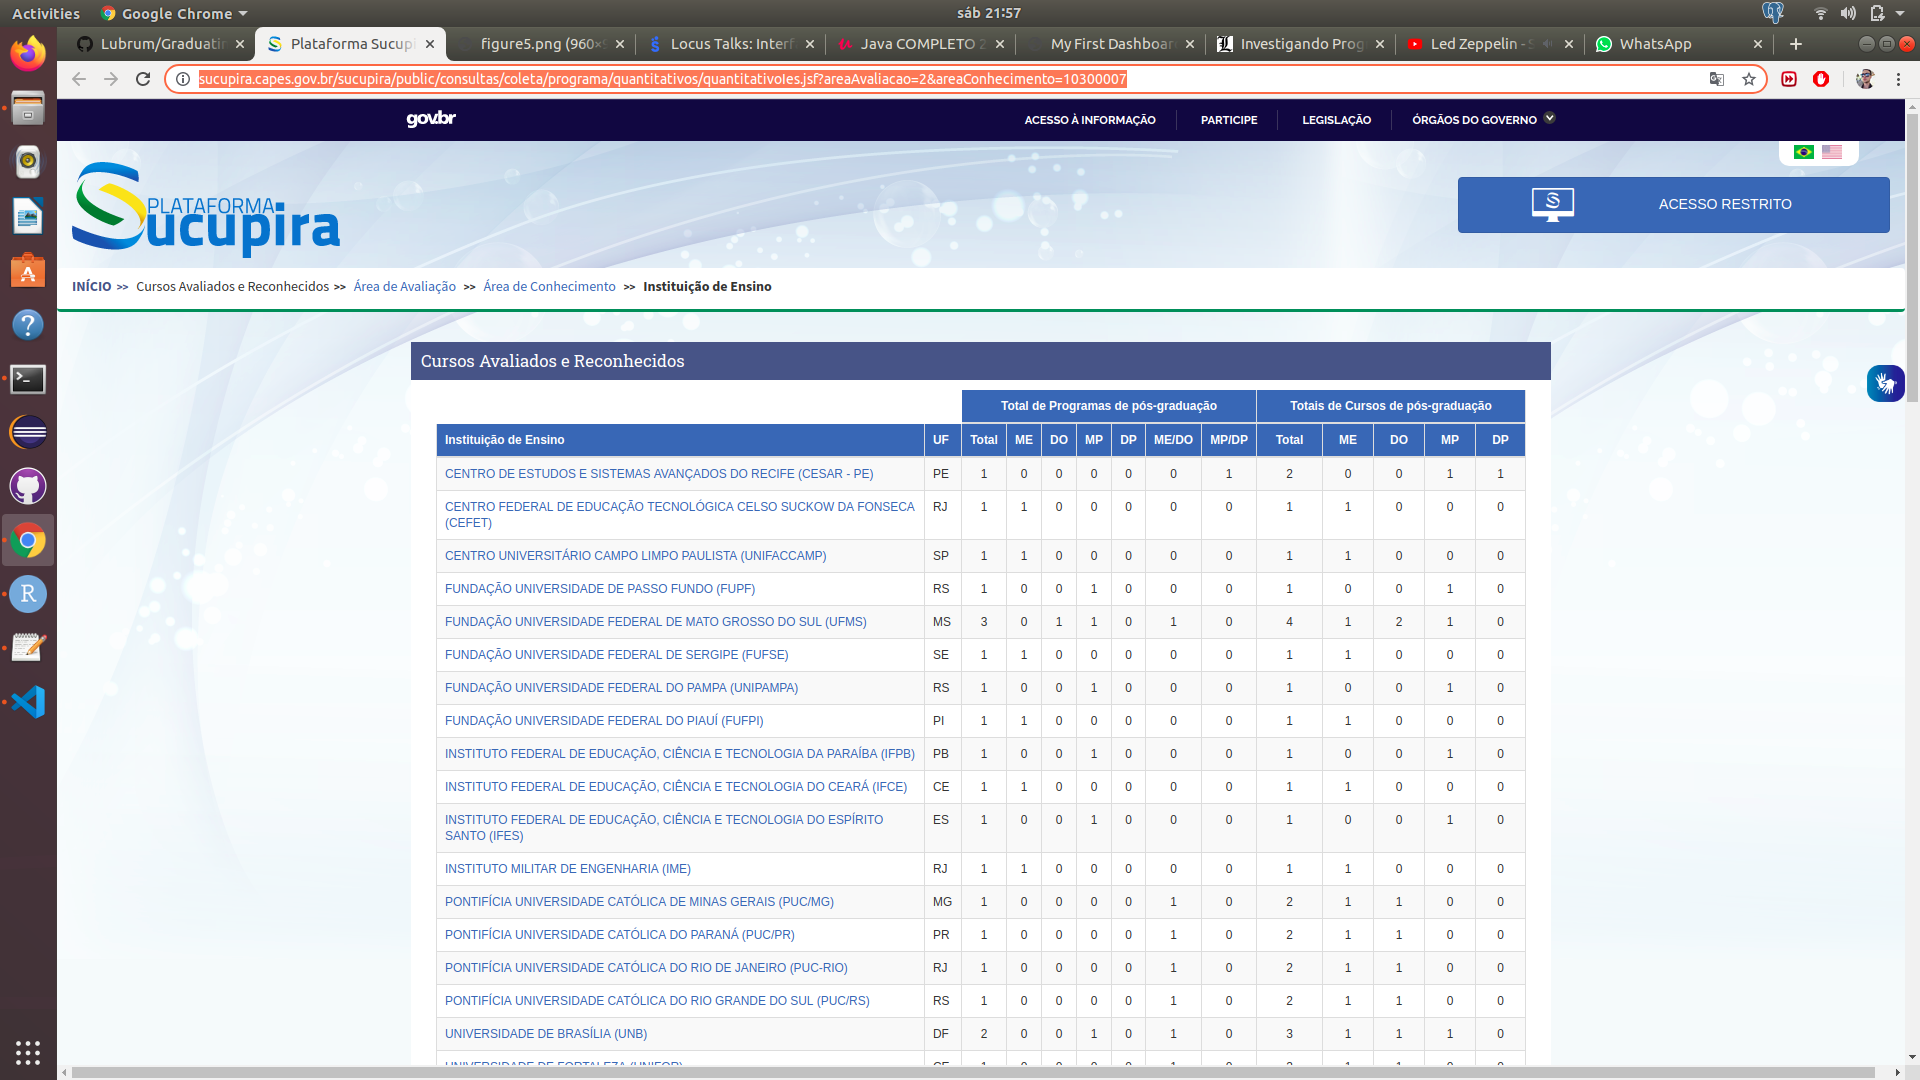 Activities Google Chrome sáb 21:57
Lubrum/Graduati Plataforma Sucupi figure5.png (960× Locus Talks: Interf Java COMPLETO 2 My First Dashboar Investigando Prog Led Zeppelin - S WhatsApp
sucupira.capes.gov.br/sucupira/public/consultas/coleta/programa/quantitativos/quantitativoIes.jsf?areaAvaliacao=2&areaConhecimento=10300007
gov.br ACESSO À INFORMAÇÃO PARTICIPE LEGISLAÇÃO ÓRGÃOS DO GOVERNO
PLATAFORMA
Sucupira
ACESSO RESTRITO
INÍCIO >> Cursos Avaliados e Reconhecidos >> Área de Avaliação >> Área de Conhecimento >> Instituição de Ensino
Cursos Avaliados e Reconhecidos
Total de Programas de pós-graduação Totais de Cursos de pós-graduação
Instituição de Ensino UF Total ME DO MP DP ME/DO MP/DP Total ME DO MP DP
CENTRO DE ESTUDOS E SISTEMAS AVANÇADOS DO RECIFE (CESAR - PE) PE 1 0 0 0 0 0 1 2 0 0 1 1
CENTRO FEDERAL DE EDUCAÇÃO TECNOLÓGICA CELSO SUCKOW DA FONSECA RJ 1 1 0 0 0 0 0 1 1 0 0 0
(CEFET)
CENTRO UNIVERSITÁRIO CAMPO LIMPO PAULISTA (UNIFACCAMP) SP 1 1 0 0 0 0 0 1 1 0 0 0
FUNDAÇÃO UNIVERSIDADE DE PASSO FUNDO (FUPF) RS 1 0 0 1 0 0 0 1 0 0 1 0
FUNDAÇÃO UNIVERSIDADE FEDERAL DE MATO GROSSO DO SUL (UFMS) MS 3 0 1 1 0 1 0 4 1 2 1 0
FUNDAÇÃO UNIVERSIDADE FEDERAL DE SERGIPE (FUFSE) SE 1 1 0 0 0 0 0 1 1 0 0 0
FUNDAÇÃO UNIVERSIDADE FEDERAL DO PAMPA (UNIPAMPA) RS 1 0 0 1 0 0 0 1 0 0 1 0
FUNDAÇÃO UNIVERSIDADE FEDERAL DO PIAUÍ (FUFPI) PI 1 1 0 0 0 0 0 1 1 0 0 0
INSTITUTO FEDERAL DE EDUCAÇÃO, CIÊNCIA E TECNOLOGIA DA PARAÍBA (IFPB) PB 1 0 0 1 0 0 0 1 0 0 1 0
INSTITUTO FEDERAL DE EDUCAÇÃO, CIÊNCIA E TECNOLOGIA DO CEARÁ (IFCE) CE 1 1 0 0 0 0 0 1 1 0 0 0
INSTITUTO FEDERAL DE EDUCAÇÃO, CIÊNCIA E TECNOLOGIA DO ESPÍRITO ES 1 0 0 1 0 0 0 1 0 0 1 0
SANTO (IFES)
INSTITUTO MILITAR DE ENGENHARIA (IME) RJ 1 1 0 0 0 0 0 1 1 0 0 0
PONTIFÍCIA UNIVERSIDADE CATÓLICA DE MINAS GERAIS (PUC/MG) MG 1 0 0 0 0 1 0 2 1 1 0 0
PONTIFÍCIA UNIVERSIDADE CATÓLICA DO PARANÁ (PUC/PR) PR 1 0 0 0 0 1 0 2 1 1 0 0
PONTIFÍCIA UNIVERSIDADE CATÓLICA DO RIO DE JANEIRO (PUC-RIO) RJ 1 0 0 0 0 1 0 2 1 1 0 0
PONTIFÍCIA UNIVERSIDADE CATÓLICA DO RIO GRANDE DO SUL (PUC/RS) RS 1 0 0 0 0 1 0 2 1 1 0 0
UNIVERSIDADE DE BRASÍLIA (UNB) DF 2 0 0 1 0 1 0 3 1 1 1 0